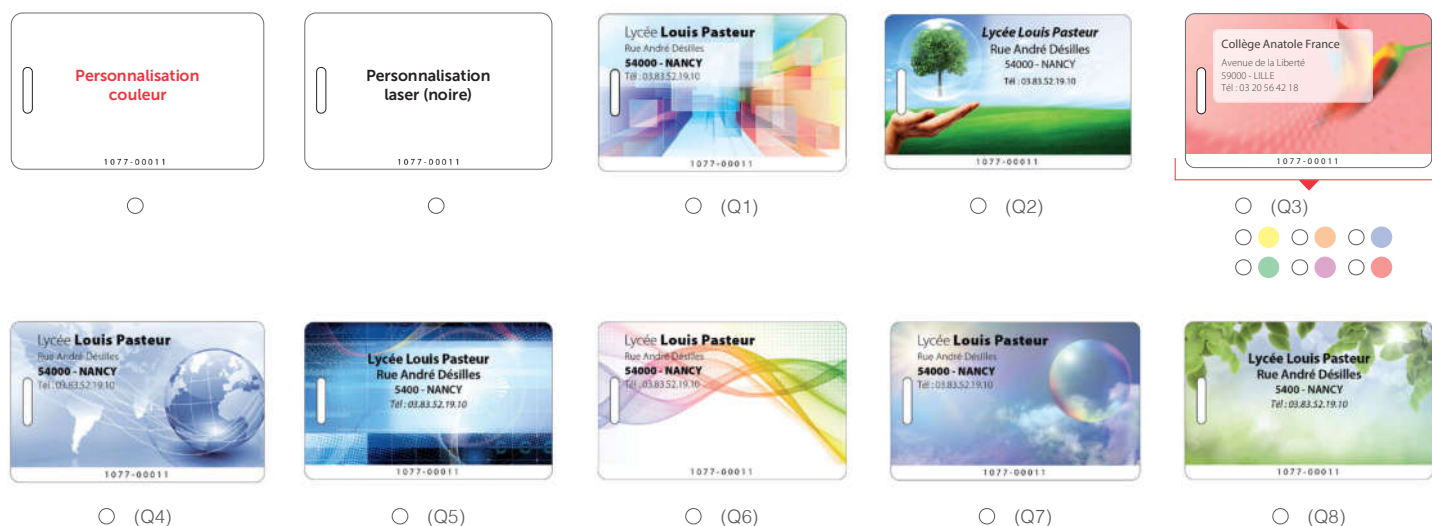 Personnalisation
couleur
1077-00011
Personnalisation
laser (noire)
1077-00011
Lycée Louis Pasteur
Rue André Désilles
54000 - NANCY
Tél : 03.83.52.19.10
1077-00011
(Q1)
Lycée Louis Pasteur
Rue André Désilles
54000 - NANCY
Tél : 03.83.52.19.10
1077-00011
(Q2)
Collège Anatole France
Avenue de la Liberté
59000 - LILLE
Tél : 03 20 56 42 18
1077-00011
(Q3)
Lycée Louis Pasteur
Rue André Désilles
54000 - NANCY
Tél : 03.83.52.19.10
1077-00011
(Q4)
Lycée Louis Pasteur
Rue André Désilles
5400 - NANCY
Tél : 03.83.52.19.10
1077-00011
(Q5)
Lycée Louis Pasteur
Rue André Désilles
54000 - NANCY
Tél : 03.83.52.19.10
1077-00011
(Q6)
Lycée Louis Pasteur
Rue André Désilles
54000 - NANCY
Tél : 03.83.52.19.10
1077-00011
(Q7)
Lycée Louis Pasteur
Rue André Désilles
5400 - NANCY
Tél : 03.83.52.19.10
1077-00011
(Q8)